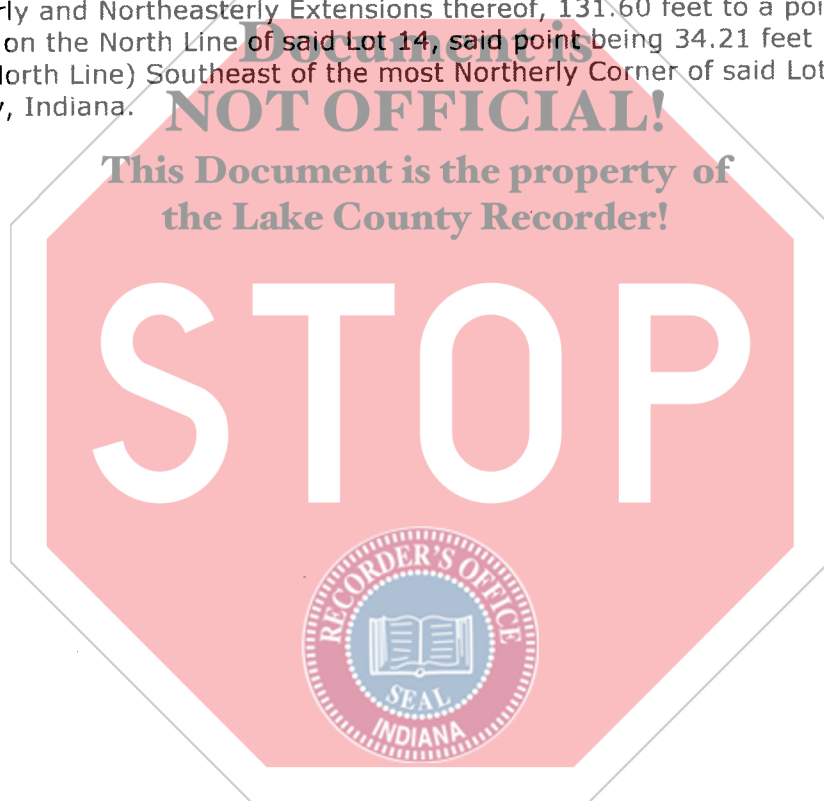 rly and Northeasterly Extensions thereof, 131.60 feet to a poi
on the North Line of said Lot 14, said point being 34.21 feet
North Line) Southeast of the most Northerly Corner of said Lot
, Indiana.
Document is
NOT OFFICIAL!
This Document is the property of
the Lake County Recorder!
STOP
RECORDER'S OFFICE
SEAL
INDIANA